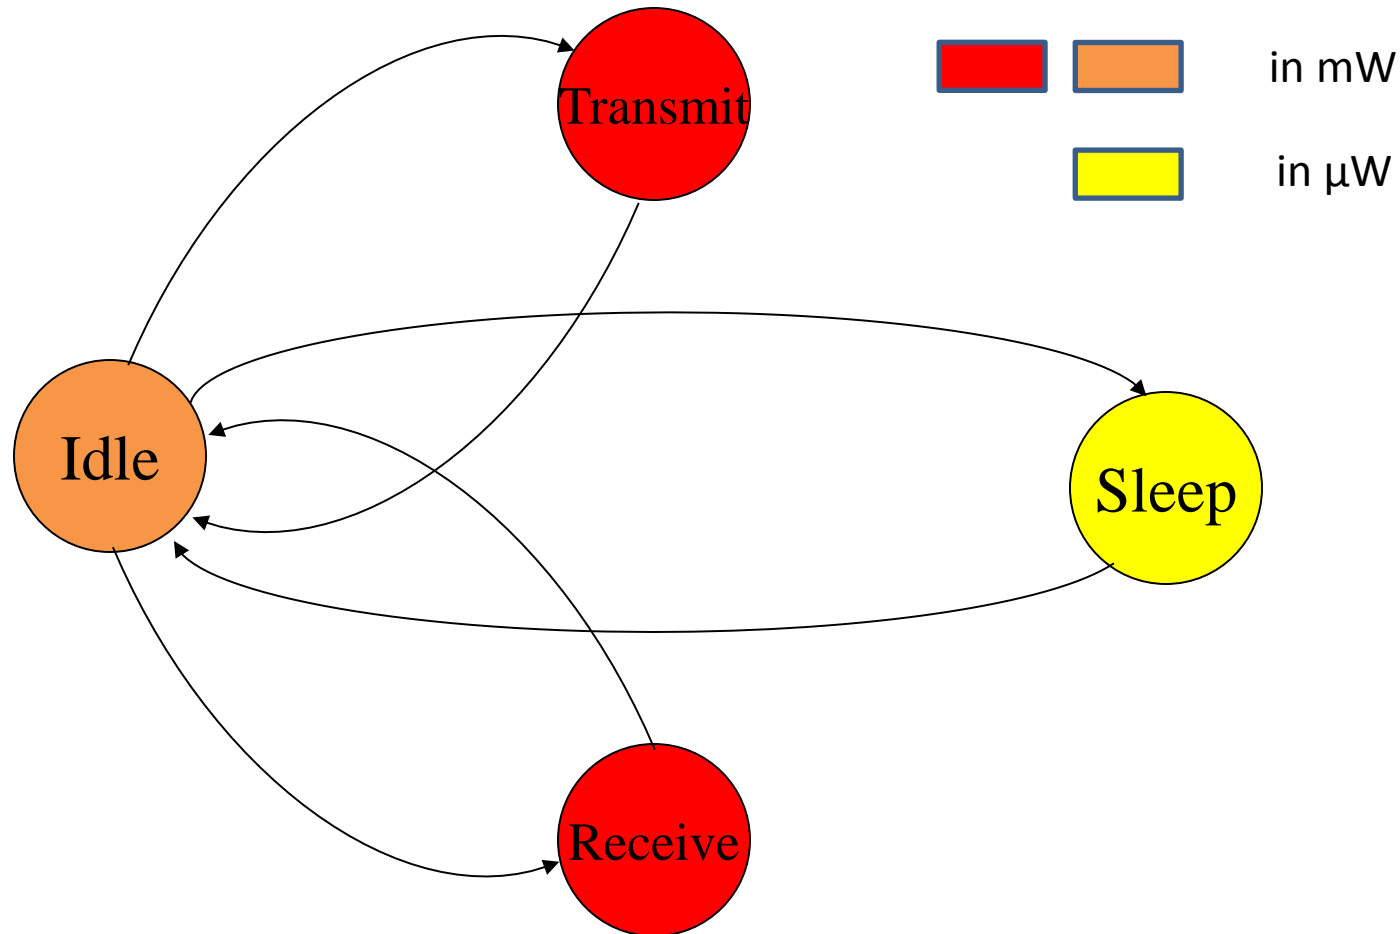 Transmit
in mW
in µW
Idle
Sleep
Receive